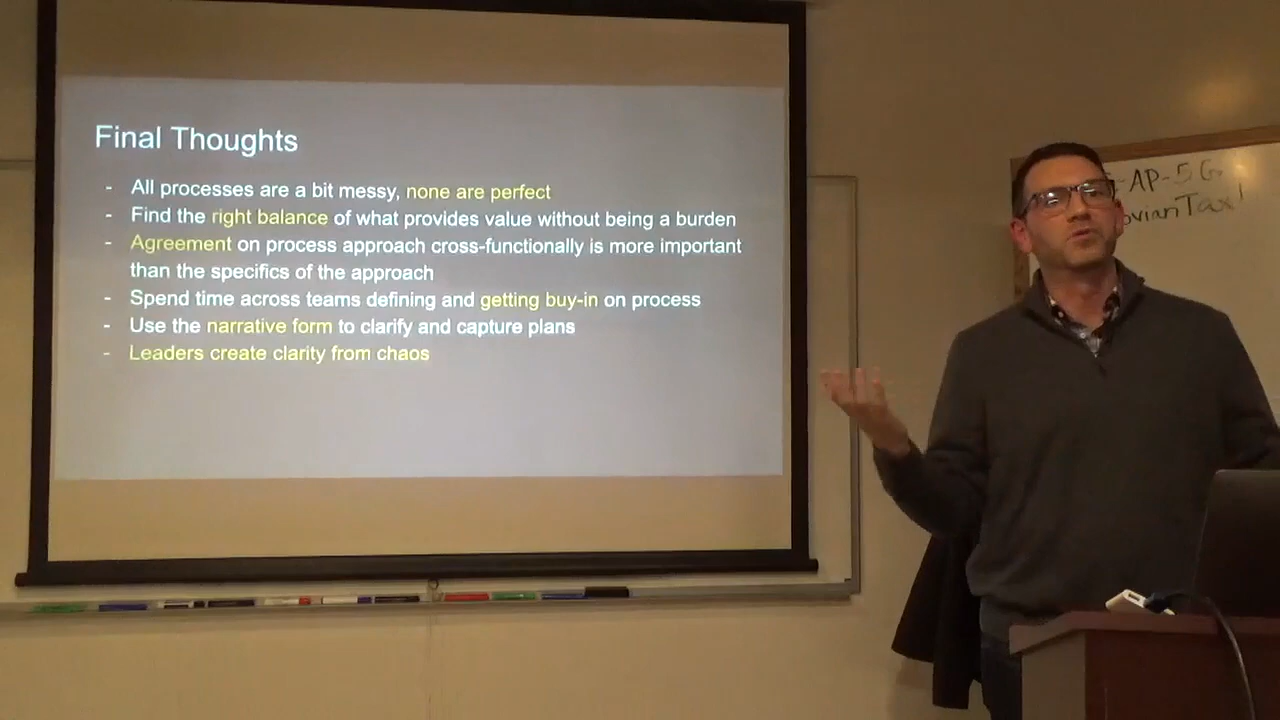 Final Thoughts
- All processes are a bit messy, none are perfect
- Find the right balance of what provides value without being a burden
- Agreement on process approach cross-functionally is more important
than the specifics of the approach
- Spend time across teams defining and getting buy-in on process
- Use the narrative form to clarify and capture plans
- Leaders create clarity from chaos
-AP-5G